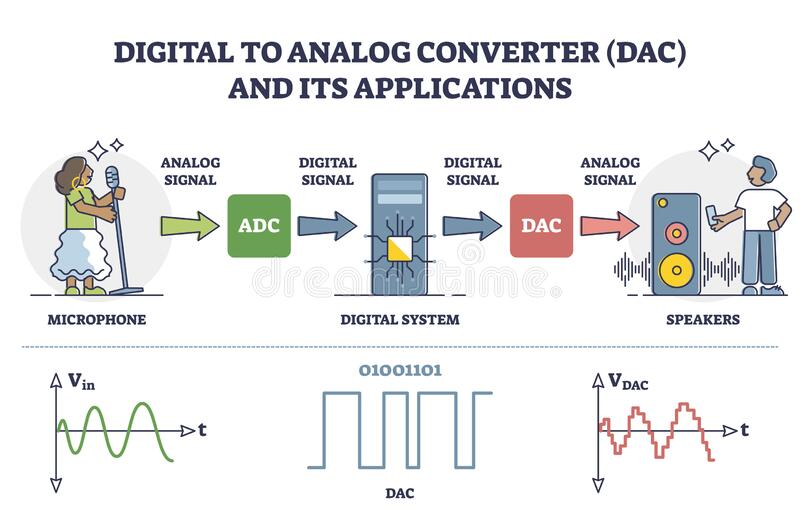 DIGITAL TO ANALOG CONVERTER (DAC)
AND ITS APPLICATIONS
ANALOG
SIGNAL
DIGITAL
SIGNAL
DIGITAL
SIGNAL
ANALOG
SIGNAL
ADC
DAC
MICROPHONE
DIGITAL SYSTEM
SPEAKERS
dreamstime
Vin
t
01001101
DAC
VDAC
t